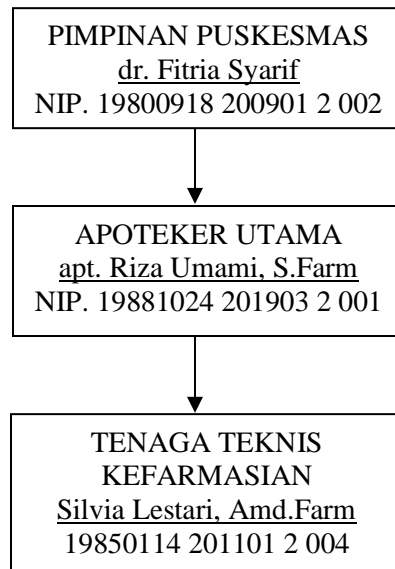 PIMPINAN PUSKESMAS
dr. Fitria Syarif
NIP. 19800918 200901 2 002
APOTEKER UTAMA
apt. Riza Umami, S.Farm
NIP. 19881024 201903 2 001
TENAGA TEKNIS
KEFARMASIAN
Silvia Lestari, Amd.Farm
19850114 201101 2 004